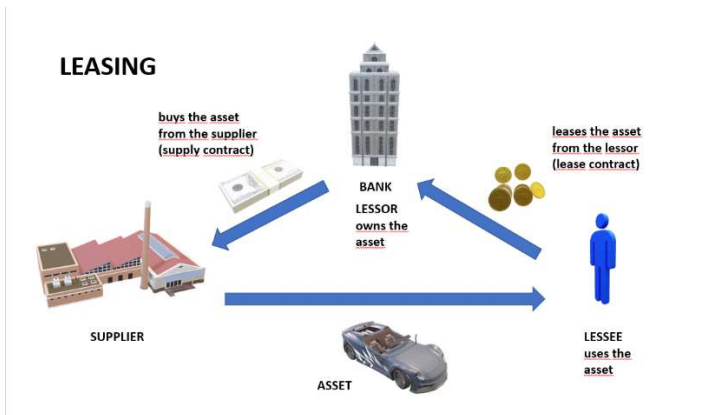 LEASING
buys the asset
from the supplier
(supply contract)
leases the asset
from the lessor
(lease contract)
BANK
LESSOR
owns the
asset
SUPPLIER
LESSEE
uses the
asset
ASSET